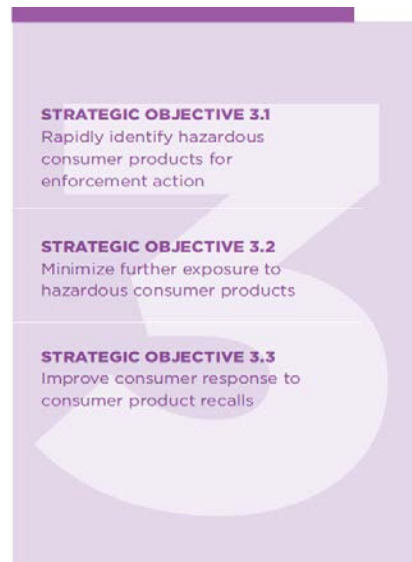 STRATEGIC OBJECTIVE 3.1
Rapidly identify hazardous
consumer products for
enforcement action
STRATEGIC OBJECTIVE 3.2
Minimize further exposure to
hazardous consumer products
STRATEGIC OBJECTIVE 3.3
Improve consumer response to
consumer product recalls
3